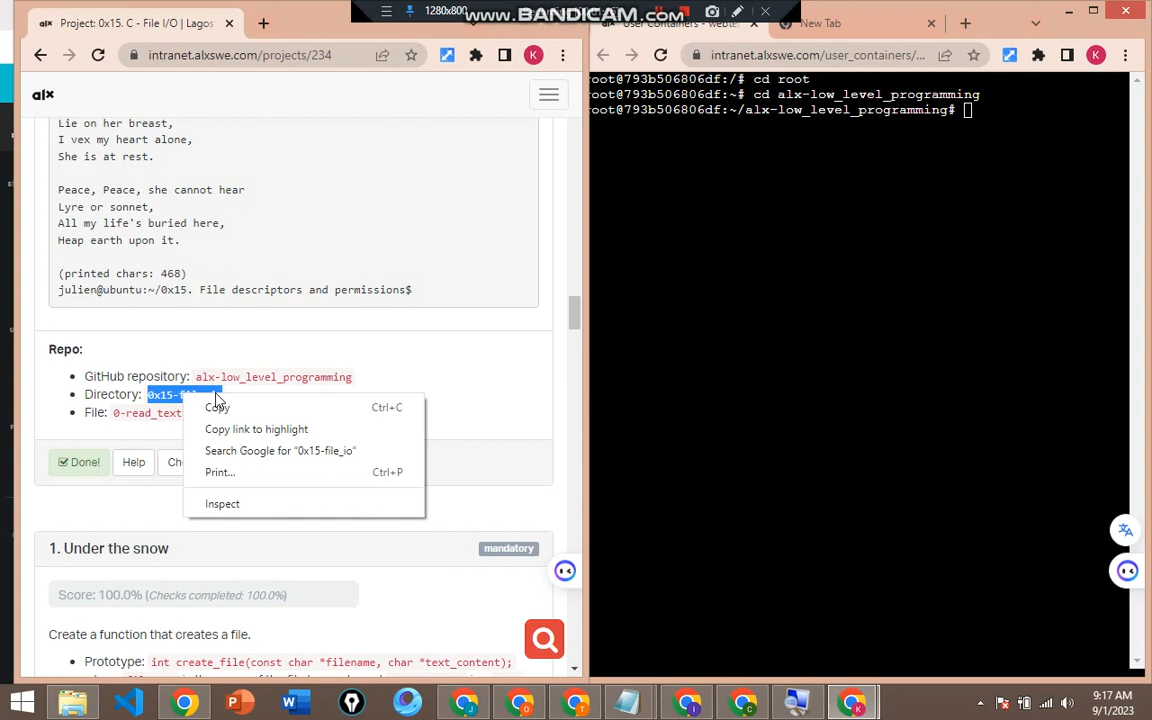 Project: 0x15. C - File I/O | Lagos
1280x800
www.BANDICAM.com
New Tab
intranet.alxswe.com/projects/234
K
intranet.alxswe.com/user_containers/...
K
alx
root@793b506806df:/# cd root
root@793b506806df:~# cd alx-low_level_programming
root@793b506806df:~/alx-low_level_programming#
Lie on her breast,
I vex my heart alone,
She is at rest.
Peace, Peace, she cannot hear
Lyre or sonnet,
All my life's buried here,
Heap earth upon it.
(printed chars: 468)
julien@ubuntu:~/0x15. File descriptors and permissions$
Repo:
GitHub repository: alx-low_level_programming
Directory: 0x15-
File: 0-read_text
Copy Ctrl+C
Copy link to highlight
Search Google for “0x15-file_io”
Print... Ctrl+P
Inspect
Done! Help
1. Under the snow mandatory
Score: 100.0% (Checks completed: 100.0%)
Create a function that creates a file.
Prototype: int create_file(const char *filename, char *text_content);
9:17 AM
9/1/2023